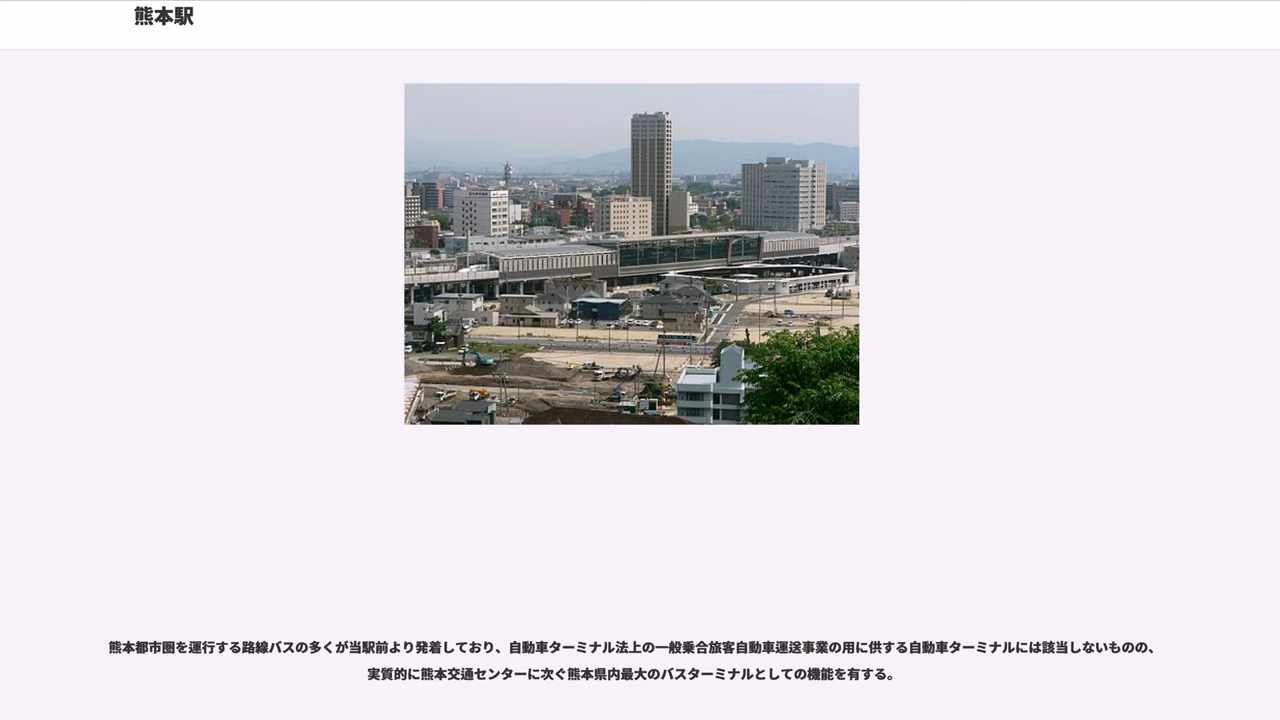 熊本駅
熊本都市圏を運行する路線バスの多くが当駅前より発着しており、自動車ターミナル法上の一般乗合旅客自動車運送事業の用に供する自動車ターミナルには該当しないものの、
実質的に熊本交通センターに次ぐ熊本県内最大のバスターミナルとしての機能を有する。